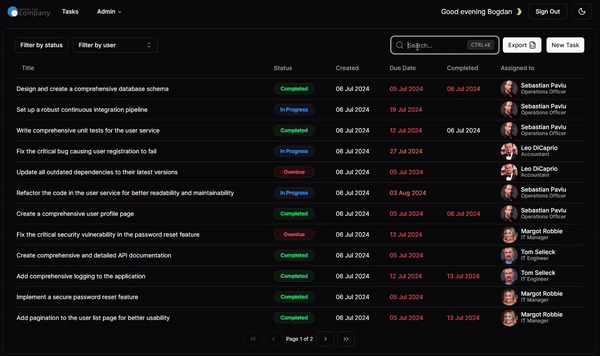 company
Tasks
Admin
Good evening Bogdan
Sign Out
Filter by status
Filter by user
Search...
CTRL+K
Export
New Task
Title Status Created Due Date Completed Assigned to
Design and create a comprehensive database schema Completed 06 Jul 2024 05 Jul 2024 06 Jul 2024 Sebastian Pavlu
Operations Officer
Set up a robust continuous integration pipeline In Progress 06 Jul 2024 19 Jul 2024 Sebastian Pavlu
Operations Officer
Write comprehensive unit tests for the user service Completed 06 Jul 2024 12 Jul 2024 06 Jul 2024 Sebastian Pavlu
Operations Officer
Fix the critical bug causing user registration to fail In Progress 06 Jul 2024 27 Jul 2024 Leo DiCaprio
Accountant
Update all outdated dependencies to their latest versions Overdue 06 Jul 2024 05 Jul 2024 Leo DiCaprio
Accountant
Refactor the code in the user service for better readability and maintainability In Progress 06 Jul 2024 03 Aug 2024 Sebastian Pavlu
Operations Officer
Create a comprehensive user profile page Completed 06 Jul 2024 05 Jul 2024 06 Jul 2024 Sebastian Pavlu
Operations Officer
Fix the critical security vulnerability in the password reset feature Overdue 06 Jul 2024 13 Jul 2024 Margot Robbie
IT Manager
Create comprehensive and detailed API documentation Completed 06 Jul 2024 05 Jul 2024 Tom Selleck
IT Engineer
Add comprehensive logging to the application Completed 06 Jul 2024 12 Jul 2024 13 Jul 2024 Tom Selleck
IT Engineer
Implement a secure password reset feature Completed 06 Jul 2024 05 Jul 2024 Margot Robbie
IT Manager
Add pagination to the user list page for better usability Completed 06 Jul 2024 05 Jul 2024 13 Jul 2024 Margot Robbie
IT Manager
Page 1 of 2